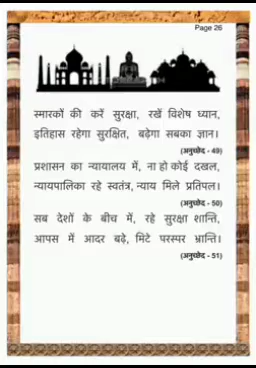 Page 26
स्मारकों की करें सुरक्षा, रखें विशेष ध्यान,
इतिहास रहेगा सुरक्षित, बढ़ेगा सबका ज्ञान।
(अनुच्छेद - 49)
प्रशासन का न्यायालय में, ना हो कोई दखल,
न्यायपालिका रहे स्वतंत्र, न्याय मिले प्रतिपल।
(अनुच्छेद - 50)
सब देशों के बीच में, रहे सुरक्षा शान्ति,
आपस में आदर बढ़े, मिटे परस्पर भ्रान्ति।
(अनुच्छेद - 51)